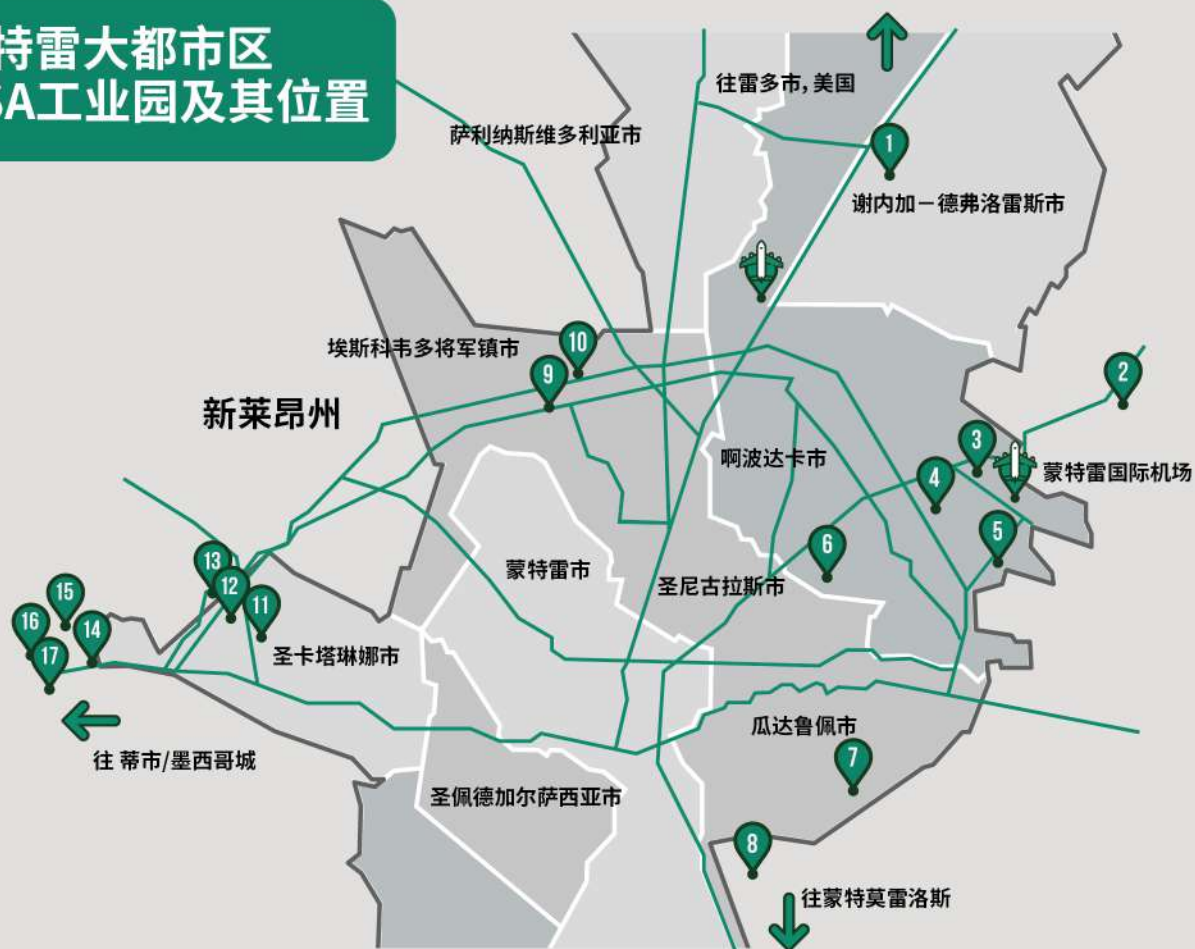 特雷大都市区
SA工业园及其位置
往雷多市,美国
萨利纳斯维多利亚市
1
谢内加－德弗洛雷斯市
埃斯科韦多将军镇市
10
9
2
新莱昂州
3
啊波达卡市
4
蒙特雷国际机场
5
6
13
蒙特雷市
圣尼古拉斯市
12
15
11
16
14
17
圣卡塔琳娜市
瓜达鲁佩市
往 蒂市/墨西哥城
7
圣佩德加尔萨西亚市
8
往蒙特莫雷洛斯